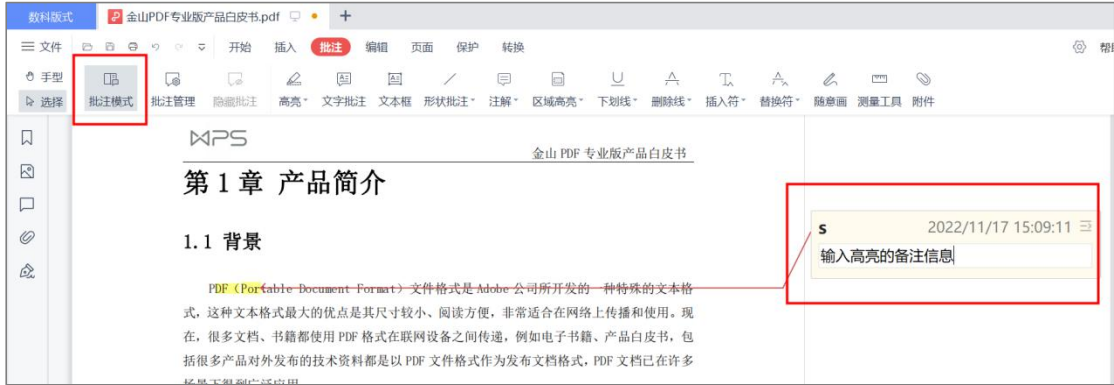 数科版式
金山PDF专业版产品白皮书.pdf
文件 开始 插入 批注 编辑 页面 保护 转换
手型
选择 批注模式 批注管理 隐藏批注 高亮 文字批注 文本框 形状批注 注解 区域高亮 下划线 删除线 插入符 替换符 随意画 测量工具 附件
WPS
金山 PDF 专业版产品白皮书
第 1 章 产品简介
s 2022/11/17 15:09:11
输入高亮的备注信息
1.1 背景
PDF（Portable Document Format）文件格式是 Adobe 公司所开发的一种特殊的文本格
式，这种文本格式最大的优点是其尺寸较小、阅读方便，非常适合在网络上传播和使用。现
在，很多文档、书籍都使用 PDF 格式在联网设备之间传递，例如电子书籍、产品白皮书，包
括很多产品对外发布的技术资料都是以 PDF 文件格式作为发布文档格式，PDF 文档已在许多